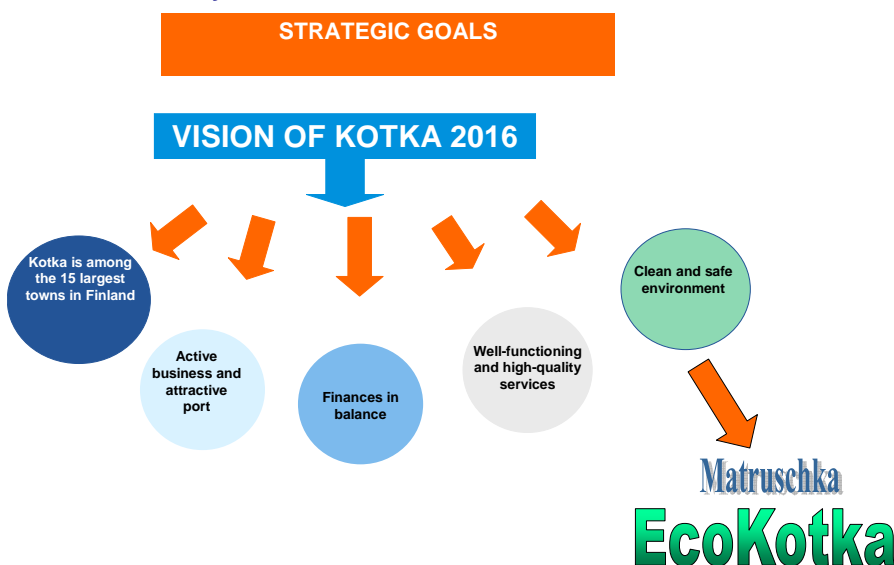 STRATEGIC GOALS
VISION OF KOTKA 2016
Kotka is among
the 15 largest
towns in Finland
Active
business and
attractive
port
Finances in
balance
Well-functioning
and high-quality
services
Clean and safe
environment
Matruschka
EcoKotka